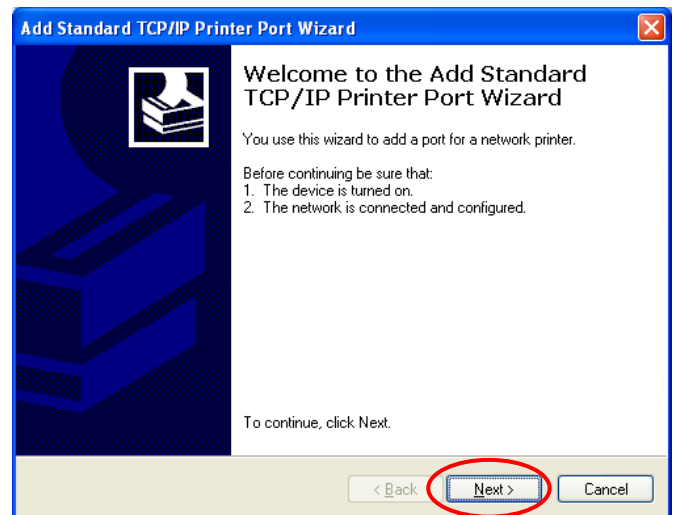 Add Standard TCP/IP Printer Port Wizard
Welcome to the Add Standard
TCP/IP Printer Port Wizard
You use this wizard to add a port for a network printer.
Before continuing be sure that:
1. The device is turned on.
2. The network is connected and configured.
To continue, click Next.
< Back Next > Cancel